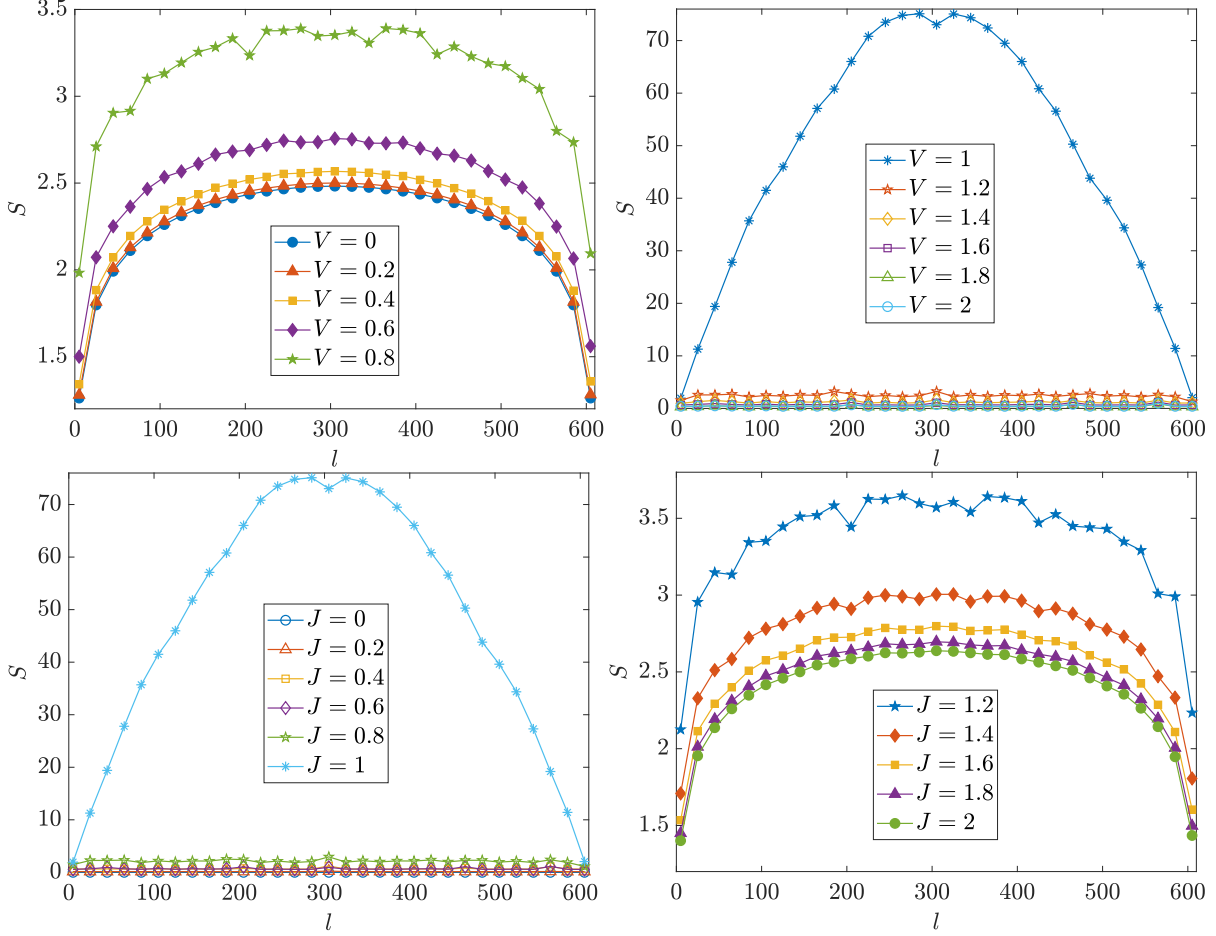 3.5
3
2.5
2
1.5
S
V = 0
V = 0.2
V = 0.4
V = 0.6
V = 0.8
0 100 200 300 400 500 600
l
70
60
50
40
30
20
10
0
S
V = 1
V = 1.2
V = 1.4
V = 1.6
V = 1.8
V = 2
0 100 200 300 400 500 600
l
70
60
50
40
30
20
10
0
S
J = 0
J = 0.2
J = 0.4
J = 0.6
J = 0.8
J = 1
0 100 200 300 400 500 600
l
3.5
3
2.5
2
1.5
S
J = 1.2
J = 1.4
J = 1.6
J = 1.8
J = 2
0 100 200 300 400 500 600
l